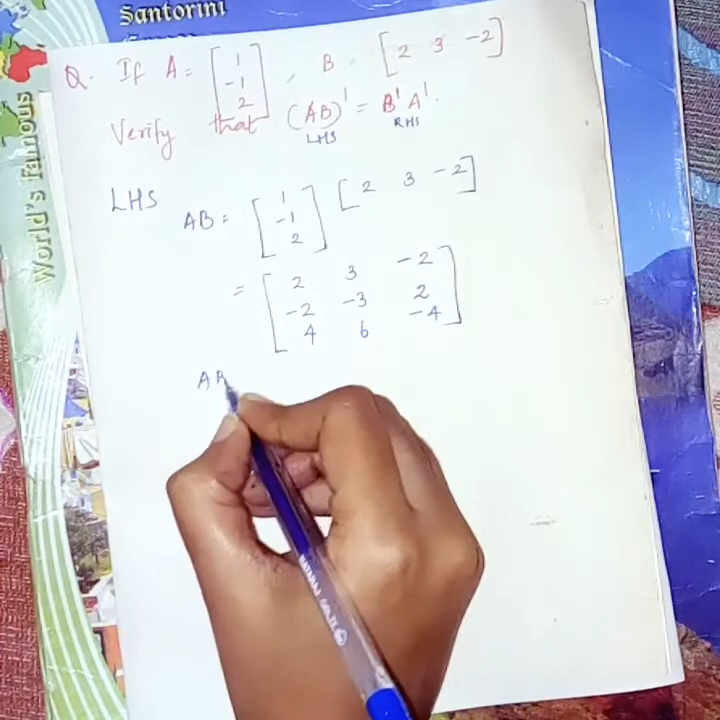 Santorini
World's famous
Q. If A = [1 -1 2], B = [2 3 -2]
Verify that (AB)' = B'A'.
LHS RHS
LHS AB = [1 -1 2] [2 3 -2]
= [2 3 -2
-2 -3 2
4 6 -4]
AB